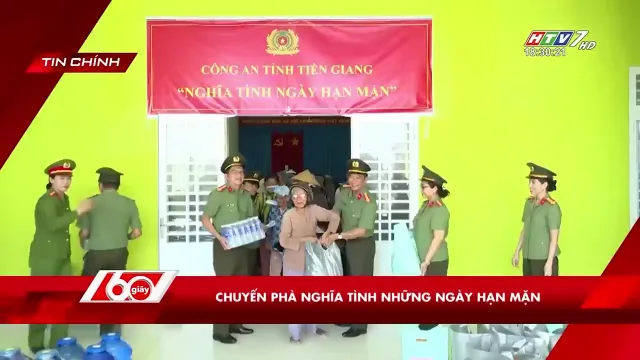 TIN CHÍNH
HTV7 HD
18:30:21
CÔNG AN TỈNH TIỀN GIANG
“NGHĨA TÌNH NGÀY HẠN MẶN”
60 giây
CHUYẾN PHÀ NGHĨA TÌNH NHỮNG NGÀY HẠN MẶN